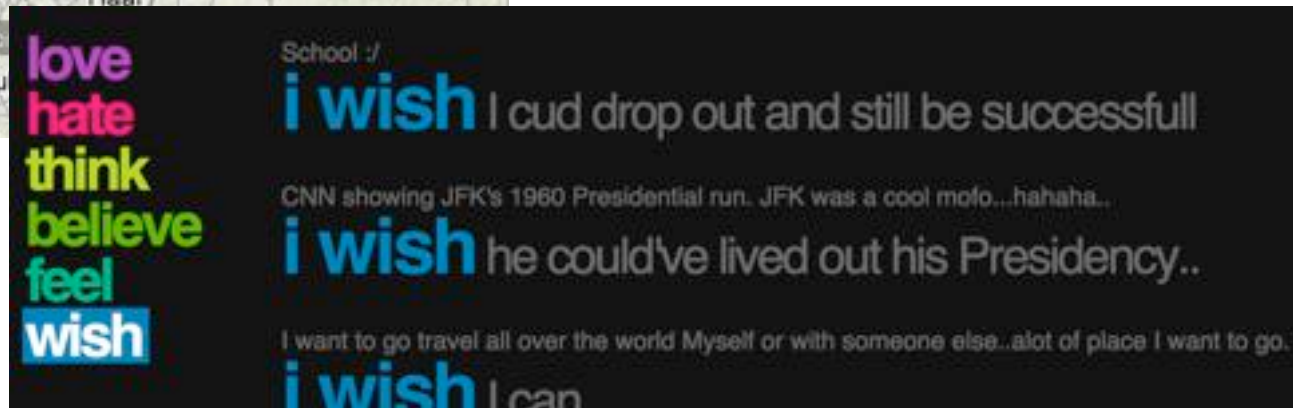 love
hate
think
believe
feel
wish
School :/
i wish I cud drop out and still be successfull
CNN showing JFK's 1960 Presidential run. JFK was a cool mofo...hahaha..
i wish he could've lived out his Presidency..
I want to go travel all over the world Myself or with someone else..alot of place I want to go.
i wish I can